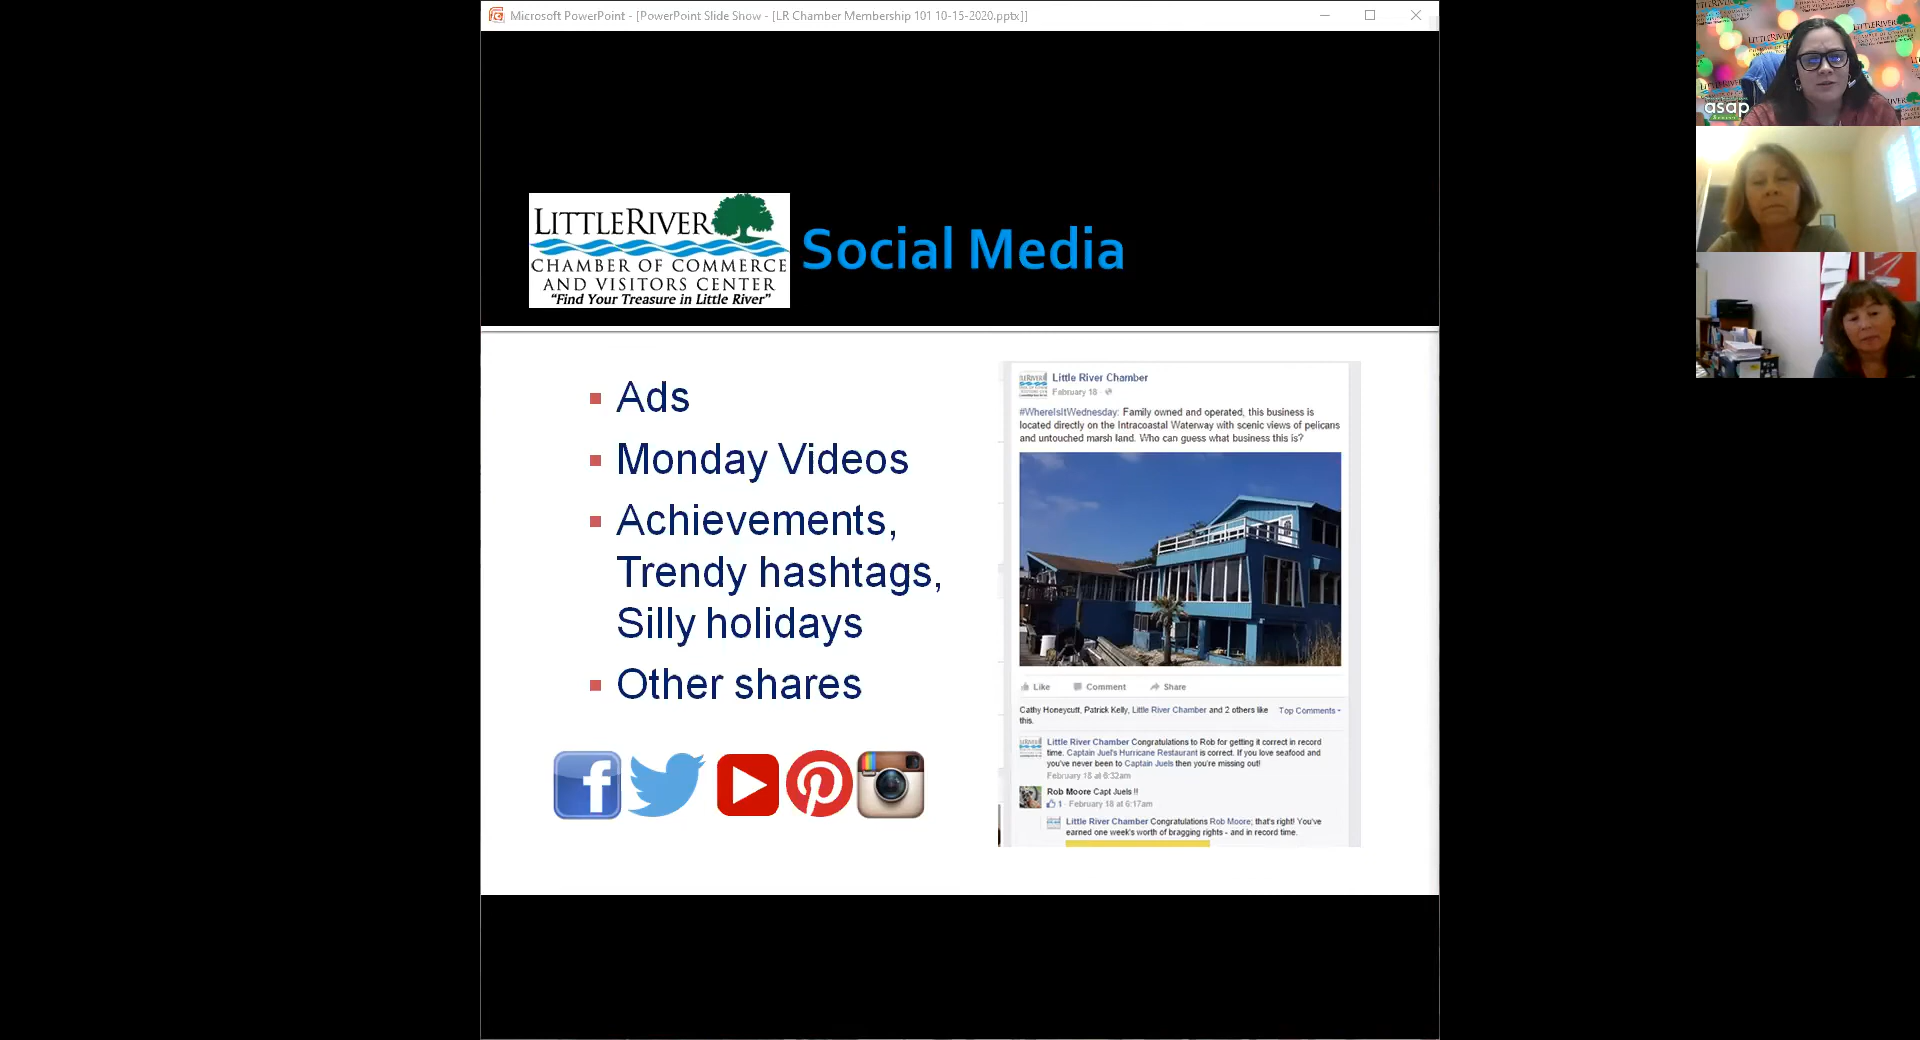 Microsoft PowerPoint - [PowerPoint Slide Show - [LR Chamber Membership 101 10-15-2020.pptx]]
LITTLE RIVER
CHAMBER OF COMMERCE
AND VISITORS CENTER
"Find Your Treasure in Little River"
Social Media
Ads
Monday Videos
Achievements,
Trendy hashtags,
Silly holidays
Other shares
Little River Chamber
February 18
#WhereIsItWednesday: Family owned and operated, this business is
located directly on the Intracoastal Waterway with scenic views of pelicans
and untouched marsh land. Who can guess what business this is?
Like Comment Share
Cathy Honeycutt, Patrick Kelly, Little River Chamber and 2 others like
this.
Top Comments
Little River Chamber Congratulations to Rob for getting it correct in record
time. Captain Juel's Hurricane Restaurant is correct. If you love seafood and
you've never been to Captain Juels then you're missing out!
February 18 at 6:32am
Rob Moore Capt Juels !!
1 · February 18 at 6:17am
Little River Chamber Congratulations Rob Moore; that's right! You've
earned one week's worth of bragging rights - and in record time.
asap